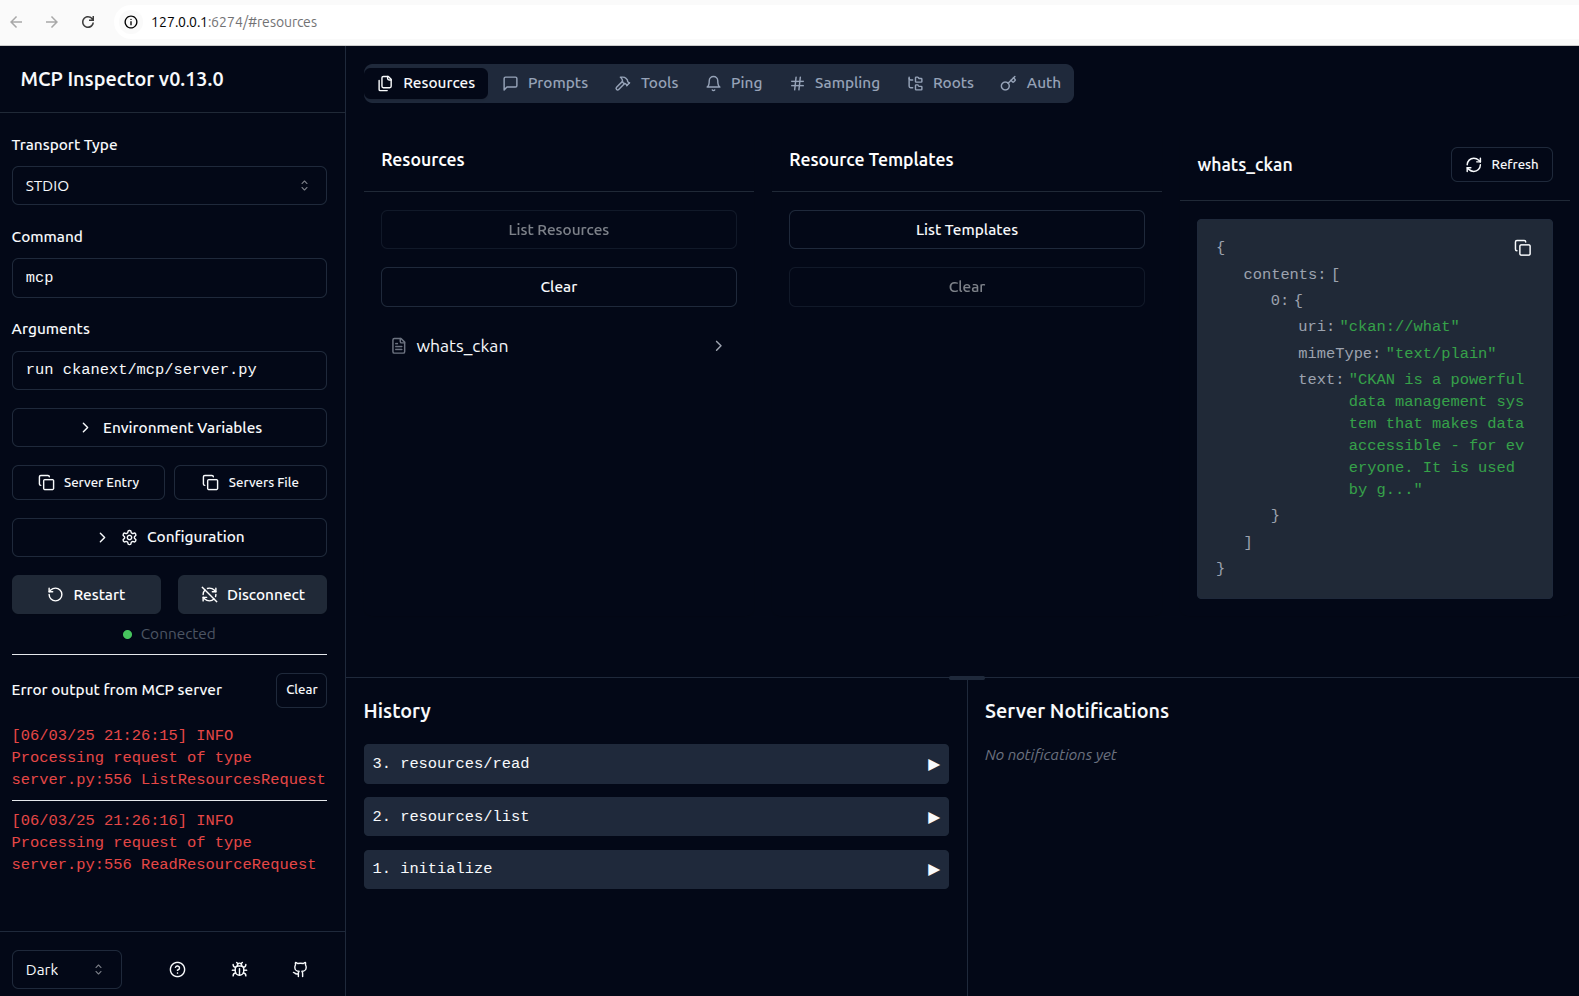 127.0.0.1:6274/#resources
MCP Inspector v0.13.0
Transport Type
STDIO
Command
mcp
Arguments
run ckanext/mcp/server.py
Environment Variables
Server Entry
Servers File
Configuration
Restart
Disconnect
Connected
Error output from MCP server
Clear
[06/03/25 21:26:15] INFO
Processing request of type
server.py:556 ListResourcesRequest
[06/03/25 21:26:16] INFO
Processing request of type
server.py:556 ReadResourceRequest
Dark
Resources
Prompts
Tools
Ping
Sampling
Roots
Auth
Resources
List Resources
Clear
whats_ckan
Resource Templates
List Templates
Clear
whats_ckan
Refresh
{
contents: [
0: {
uri: "ckan://what"
mimeType: "text/plain"
text: "CKAN is a powerful
data management sys
tem that makes data
accessible - for ev
eryone. It is used
by g..."
}
]
}
History
3. resources/read
2. resources/list
1. initialize
Server Notifications
No notifications yet